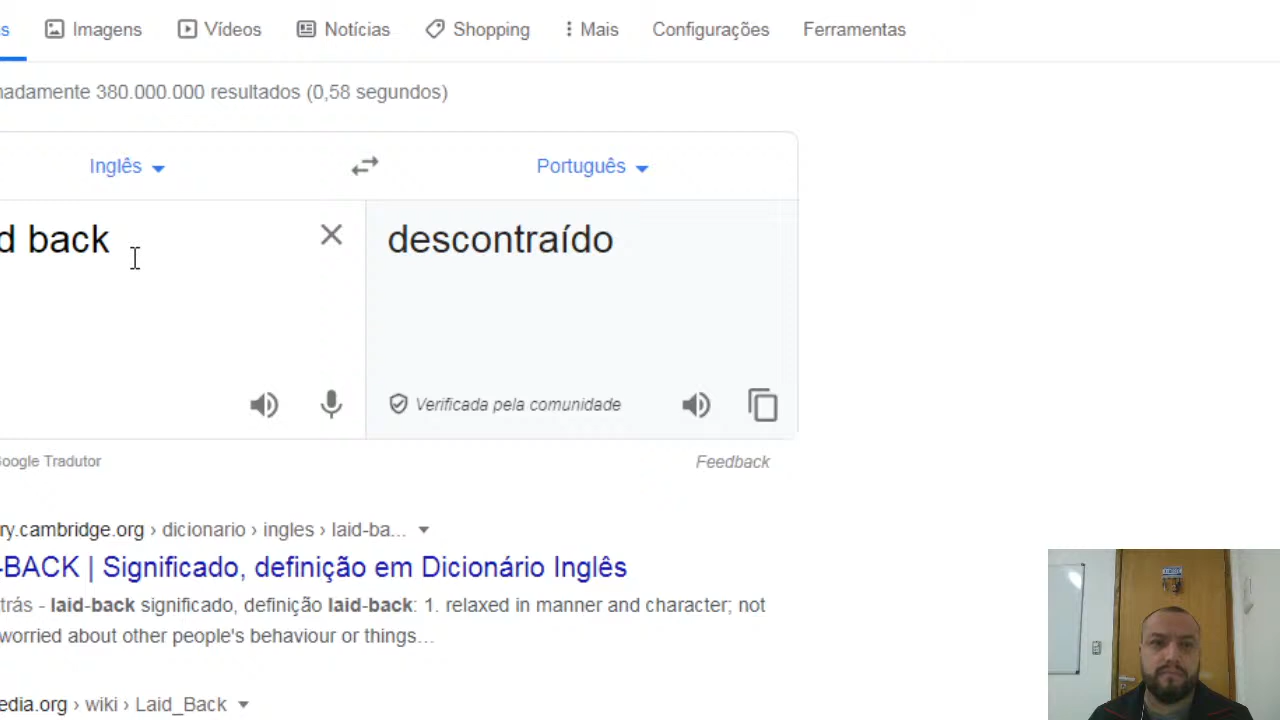 s Imagens Vídeos Notícias Shopping Mais Configurações Ferramentas
nadamente 380.000.000 resultados (0,58 segundos)
Inglês Português
d back descontraído
Verificada pela comunidade
Google Tradutor Feedback
ry.cambridge.org › dicionario › ingles › laid-ba...
-BACK | Significado, definição em Dicionário Inglês
trás - laid-back significado, definição laid-back: 1. relaxed in manner and character; not
worried about other people's behaviour or things…
edia.org › wiki › Laid_Back